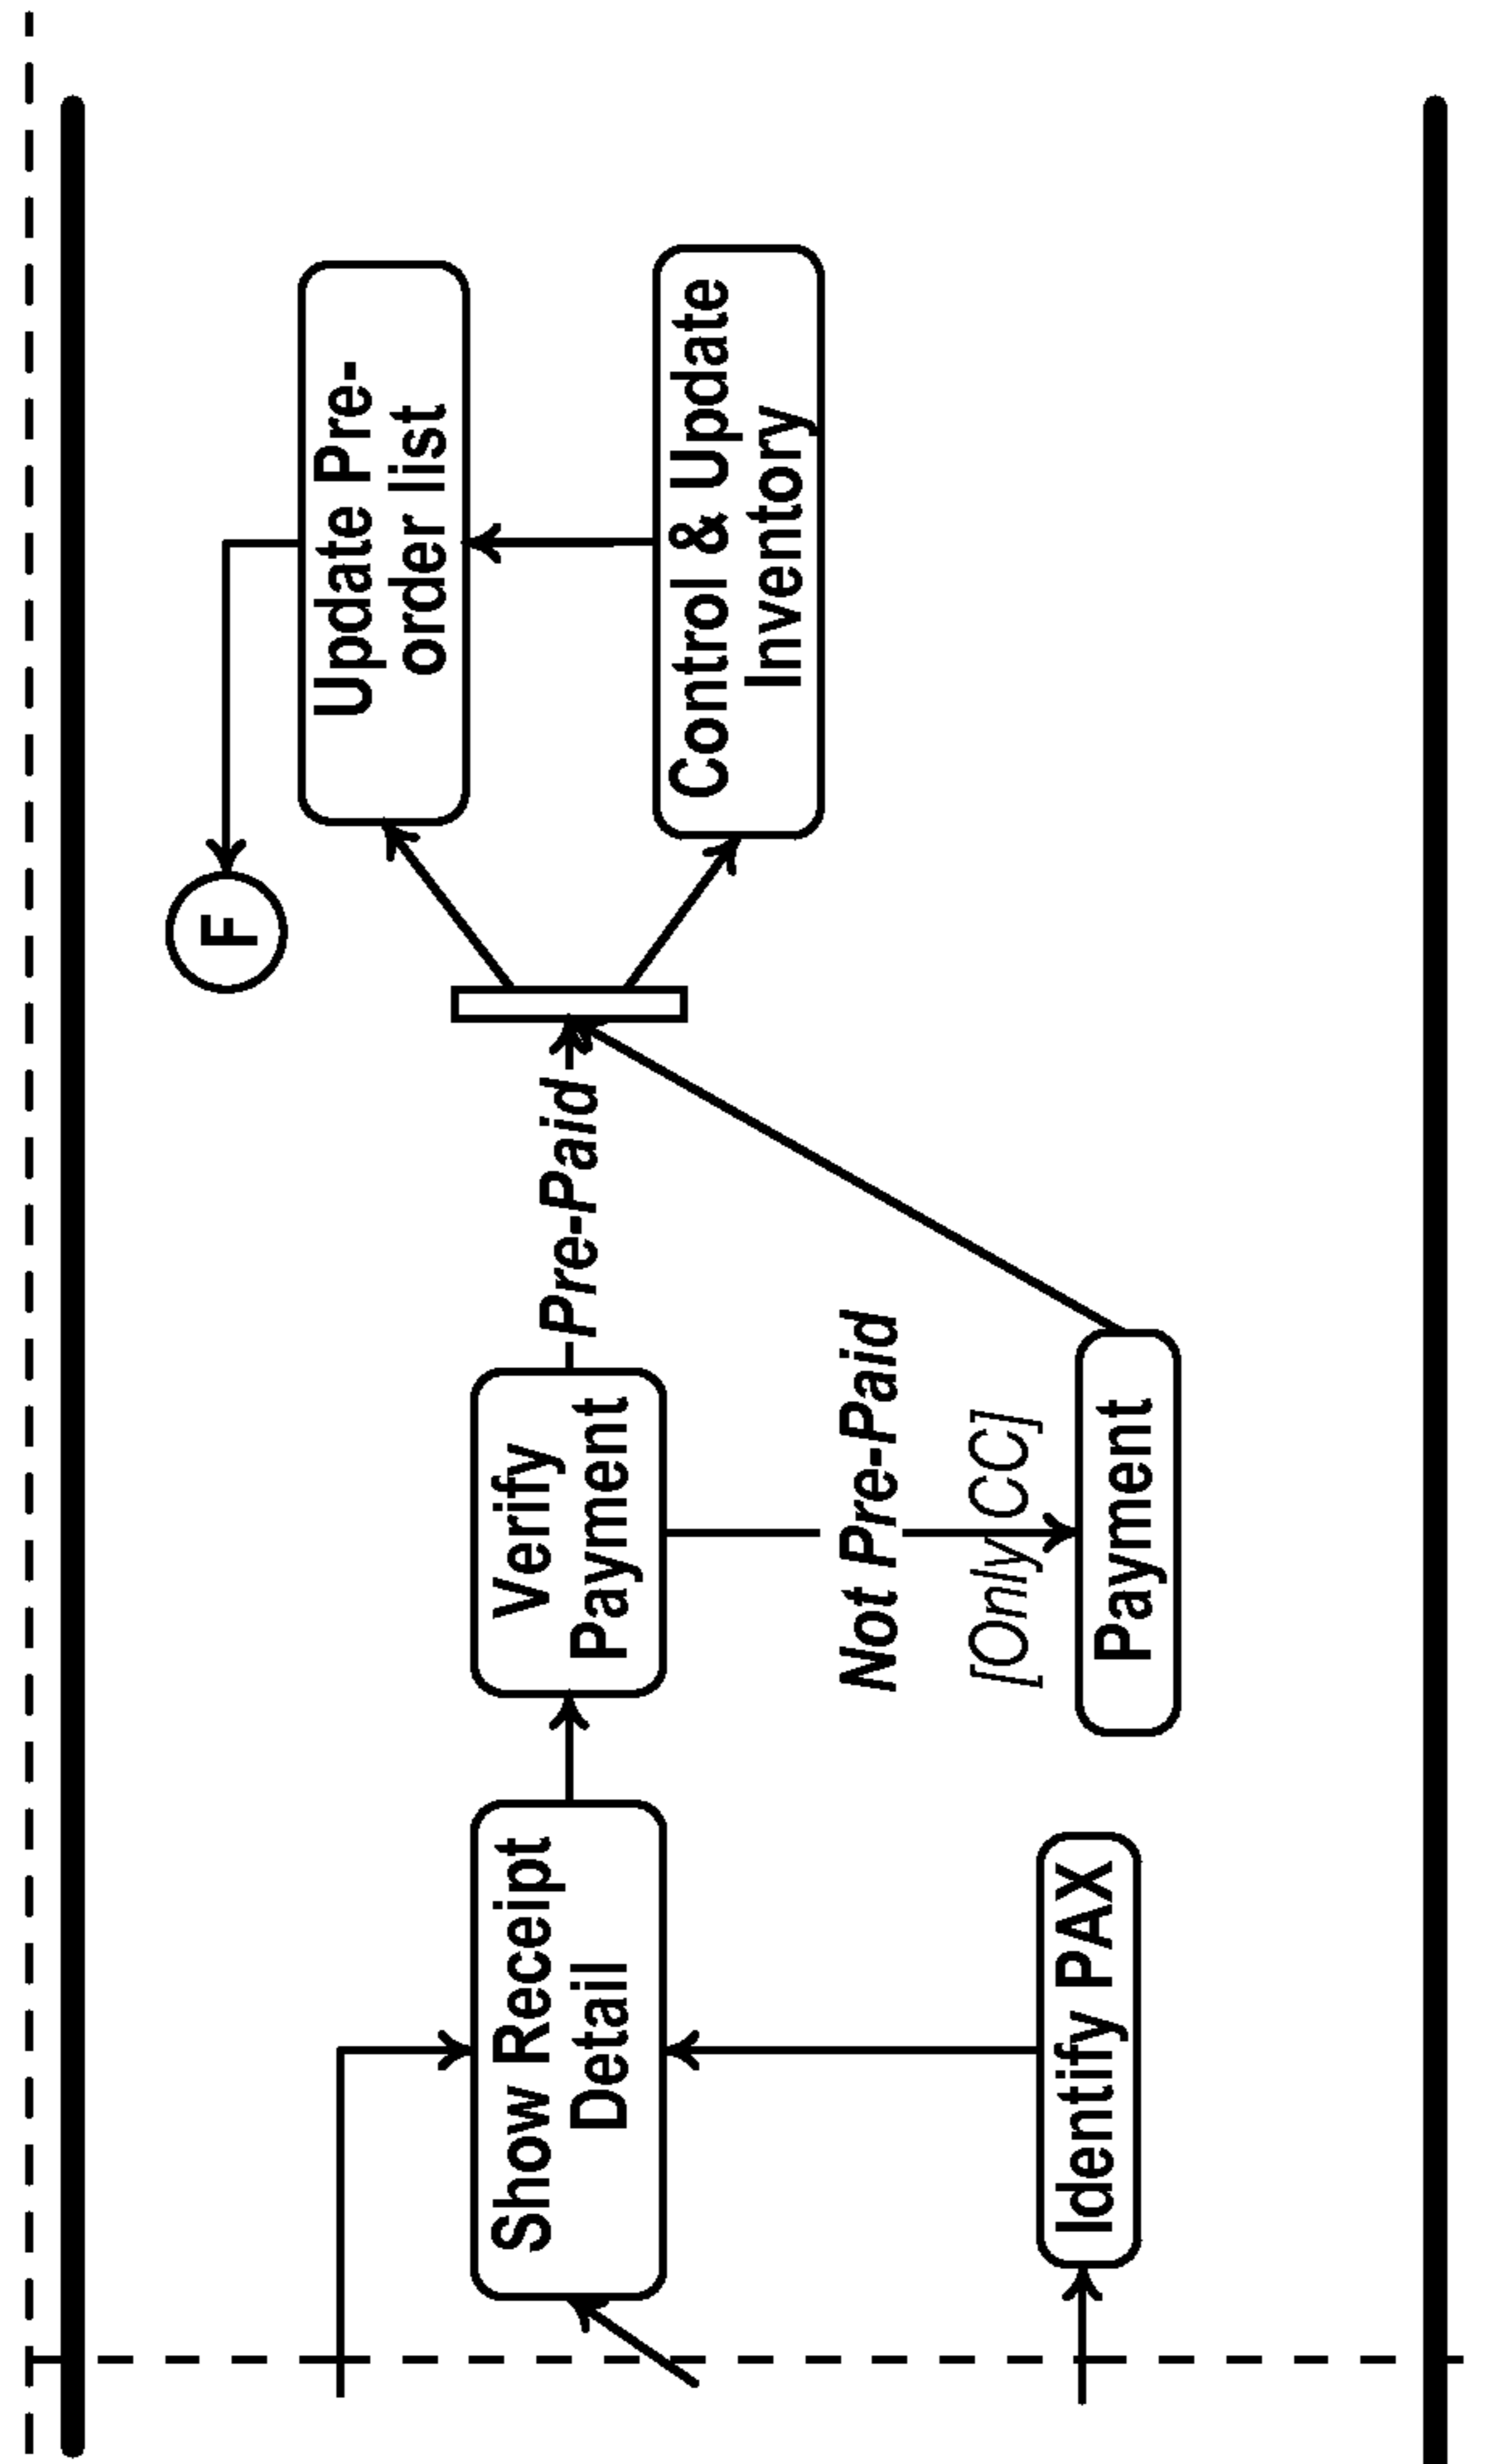 F
Update Pre-
order list
Control & Update
Inventory
Pre-Paid
Verify
Payment
Not Pre-Paid
[Only CC]
Payment
Show Receipt
Detail
Identify PAX